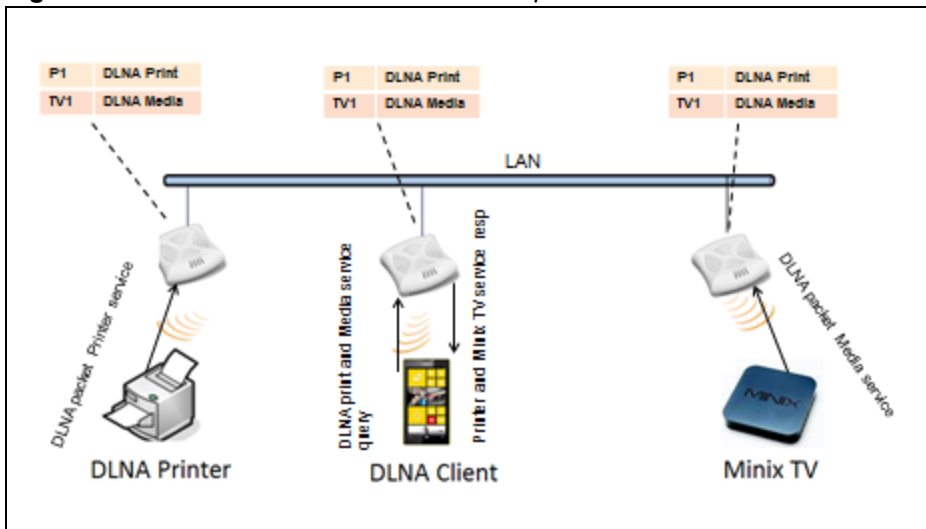 P1 DLNA Print
TV1 DLNA Media
P1 DLNA Print
TV1 DLNA Media
P1 DLNA Print
TV1 DLNA Media
LAN
DLNA packet Printer service
DLNA print and Media service
query
Printer and Minix TV service resp
DLNA packet Media service
MINIX
DLNA Printer
DLNA Client
Minix TV